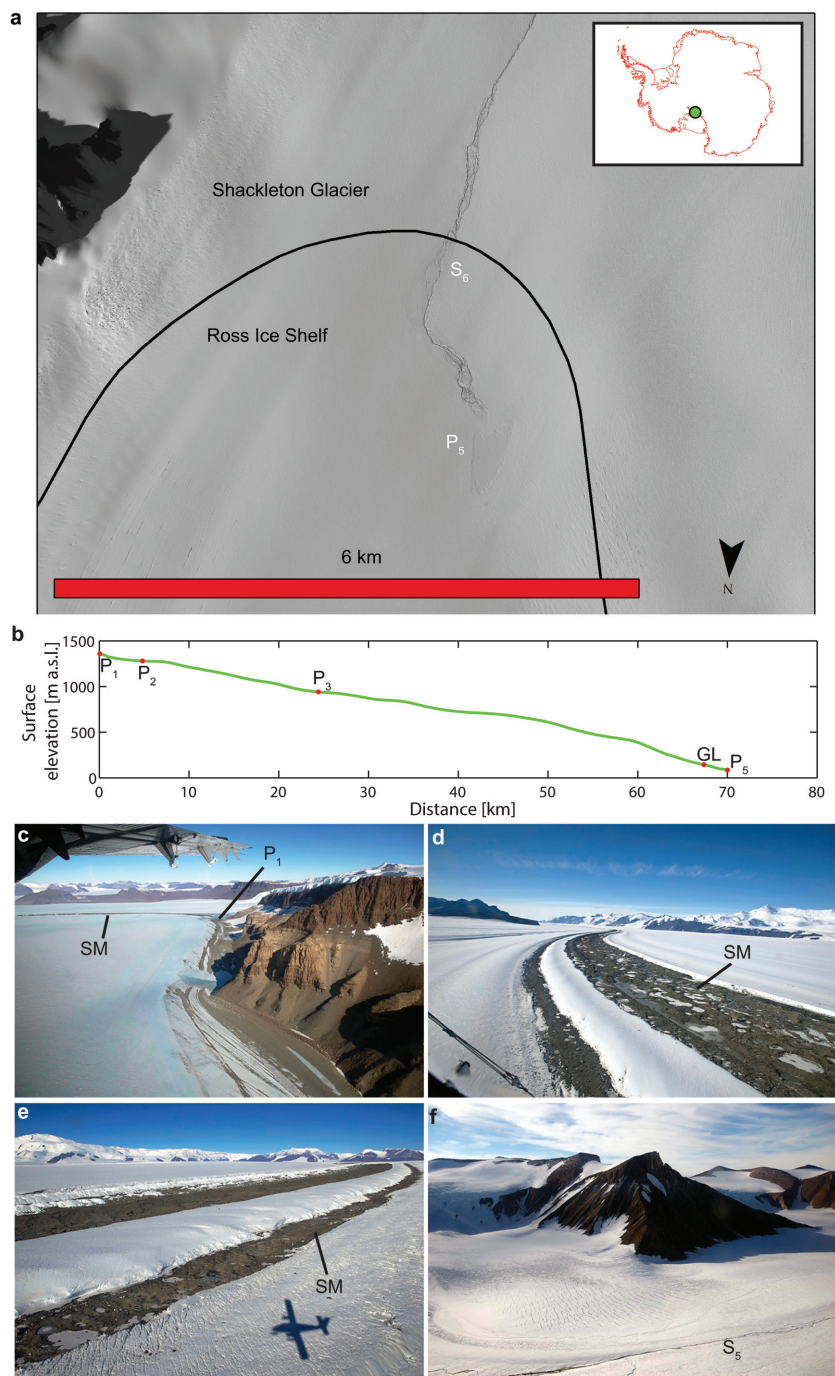 a
Shackleton Glacier
S₆
Ross Ice Shelf
P₅
6 km
N
b
1500
1000
500
0
Surface
elevation [m a.s.l.]
P₁
P₂
P₃
GL
P₅
0
10
20
30
40
50
60
70
80
Distance [km]
c
P₁
SM
d
SM
e
SM
f
S₅